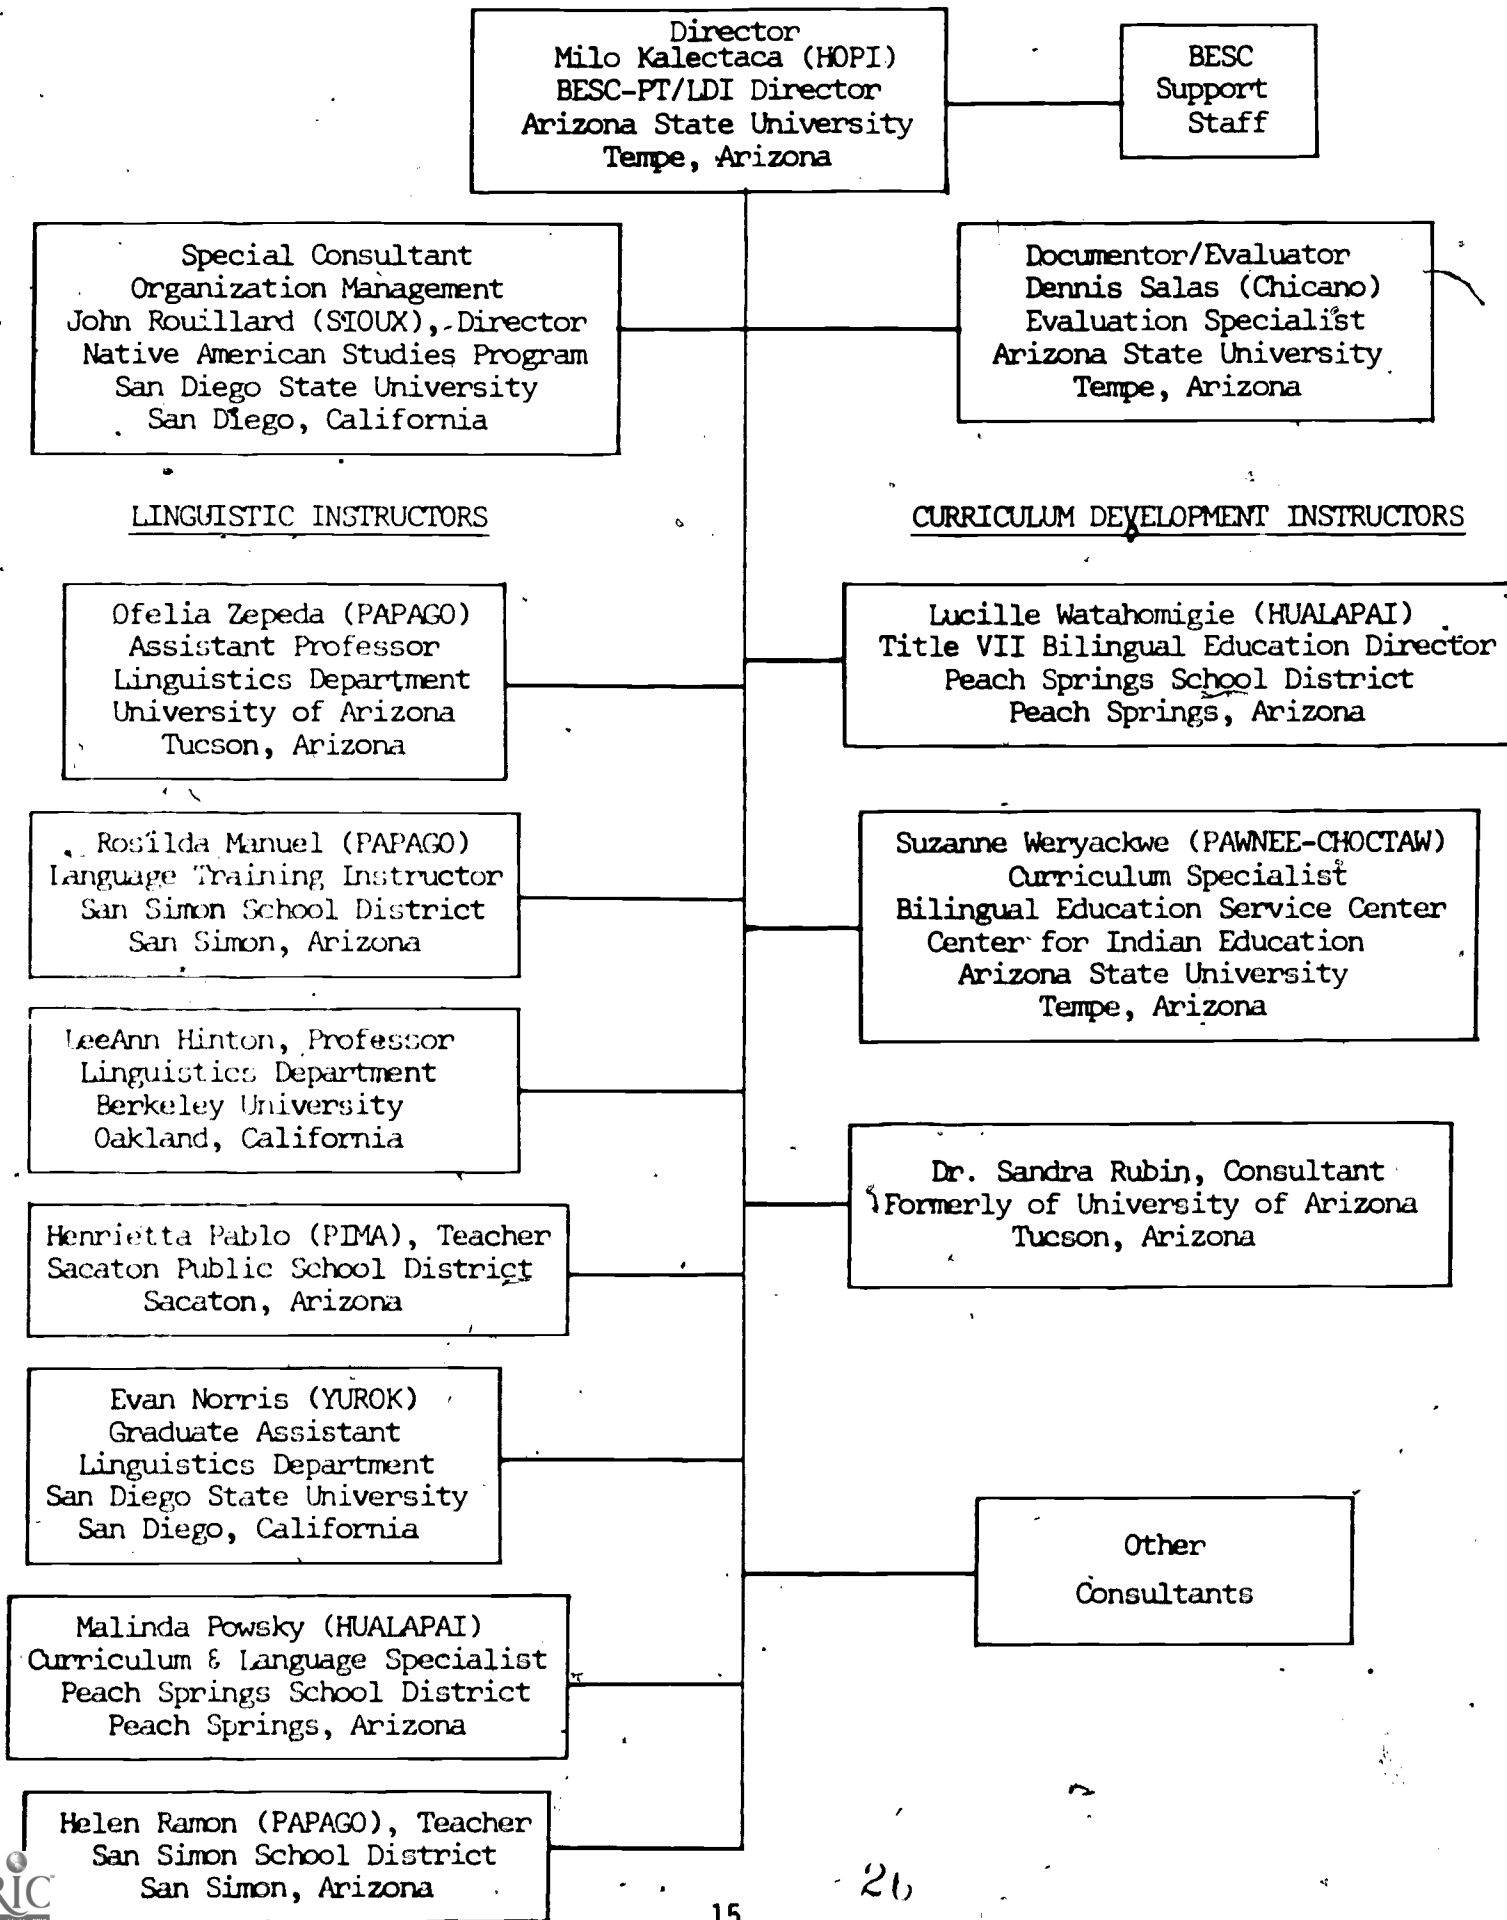 Director
Milo Kalectaca (HOPI)
BESC-PT/LDI Director
Arizona State University
Tempe, Arizona
BESC
Support
Staff
Special Consultant
Organization Management
John Rouillard (SIOUX), Director
Native American Studies Program
San Diego State University
San Diego, California
Documentor/Evaluator
Dennis Salas (Chicano)
Evaluation Specialist
Arizona State University
Tempe, Arizona
LINGUISTIC INSTRUCTORS
Ofelia Zepeda (PAPAGO)
Assistant Professor
Linguistics Department
University of Arizona
Tucson, Arizona
Rosilda Manuel (PAPAGO)
Language Training Instructor
San Simon School District
San Simon, Arizona
LeeAnn Hinton, Professor
Linguistics Department
Berkeley University
Oakland, California
Henrietta Pablo (PIMA), Teacher
Sacaton Public School District
Sacaton, Arizona
Evan Norris (YUROK)
Graduate Assistant
Linguistics Department
San Diego State University
San Diego, California
Malinda Powsky (HUALAPAI)
Curriculum & Language Specialist
Peach Springs School District
Peach Springs, Arizona
Helen Ramon (PAPAGO), Teacher
San Simon School District
San Simon, Arizona
CURRICULUM DEVELOPMENT INSTRUCTORS
Lucille Watahomigie (HUALAPAI)
Title VII Bilingual Education Director
Peach Springs School District
Peach Springs, Arizona
Suzanne Weryackwe (PAWNEE-CHOCTAW)
Curriculum Specialist
Bilingual Education Service Center
Center for Indian Education
Arizona State University
Tempe, Arizona
Dr. Sandra Rubin, Consultant
Formerly of University of Arizona
Tucson, Arizona
Other
Consultants
RIC
15
26